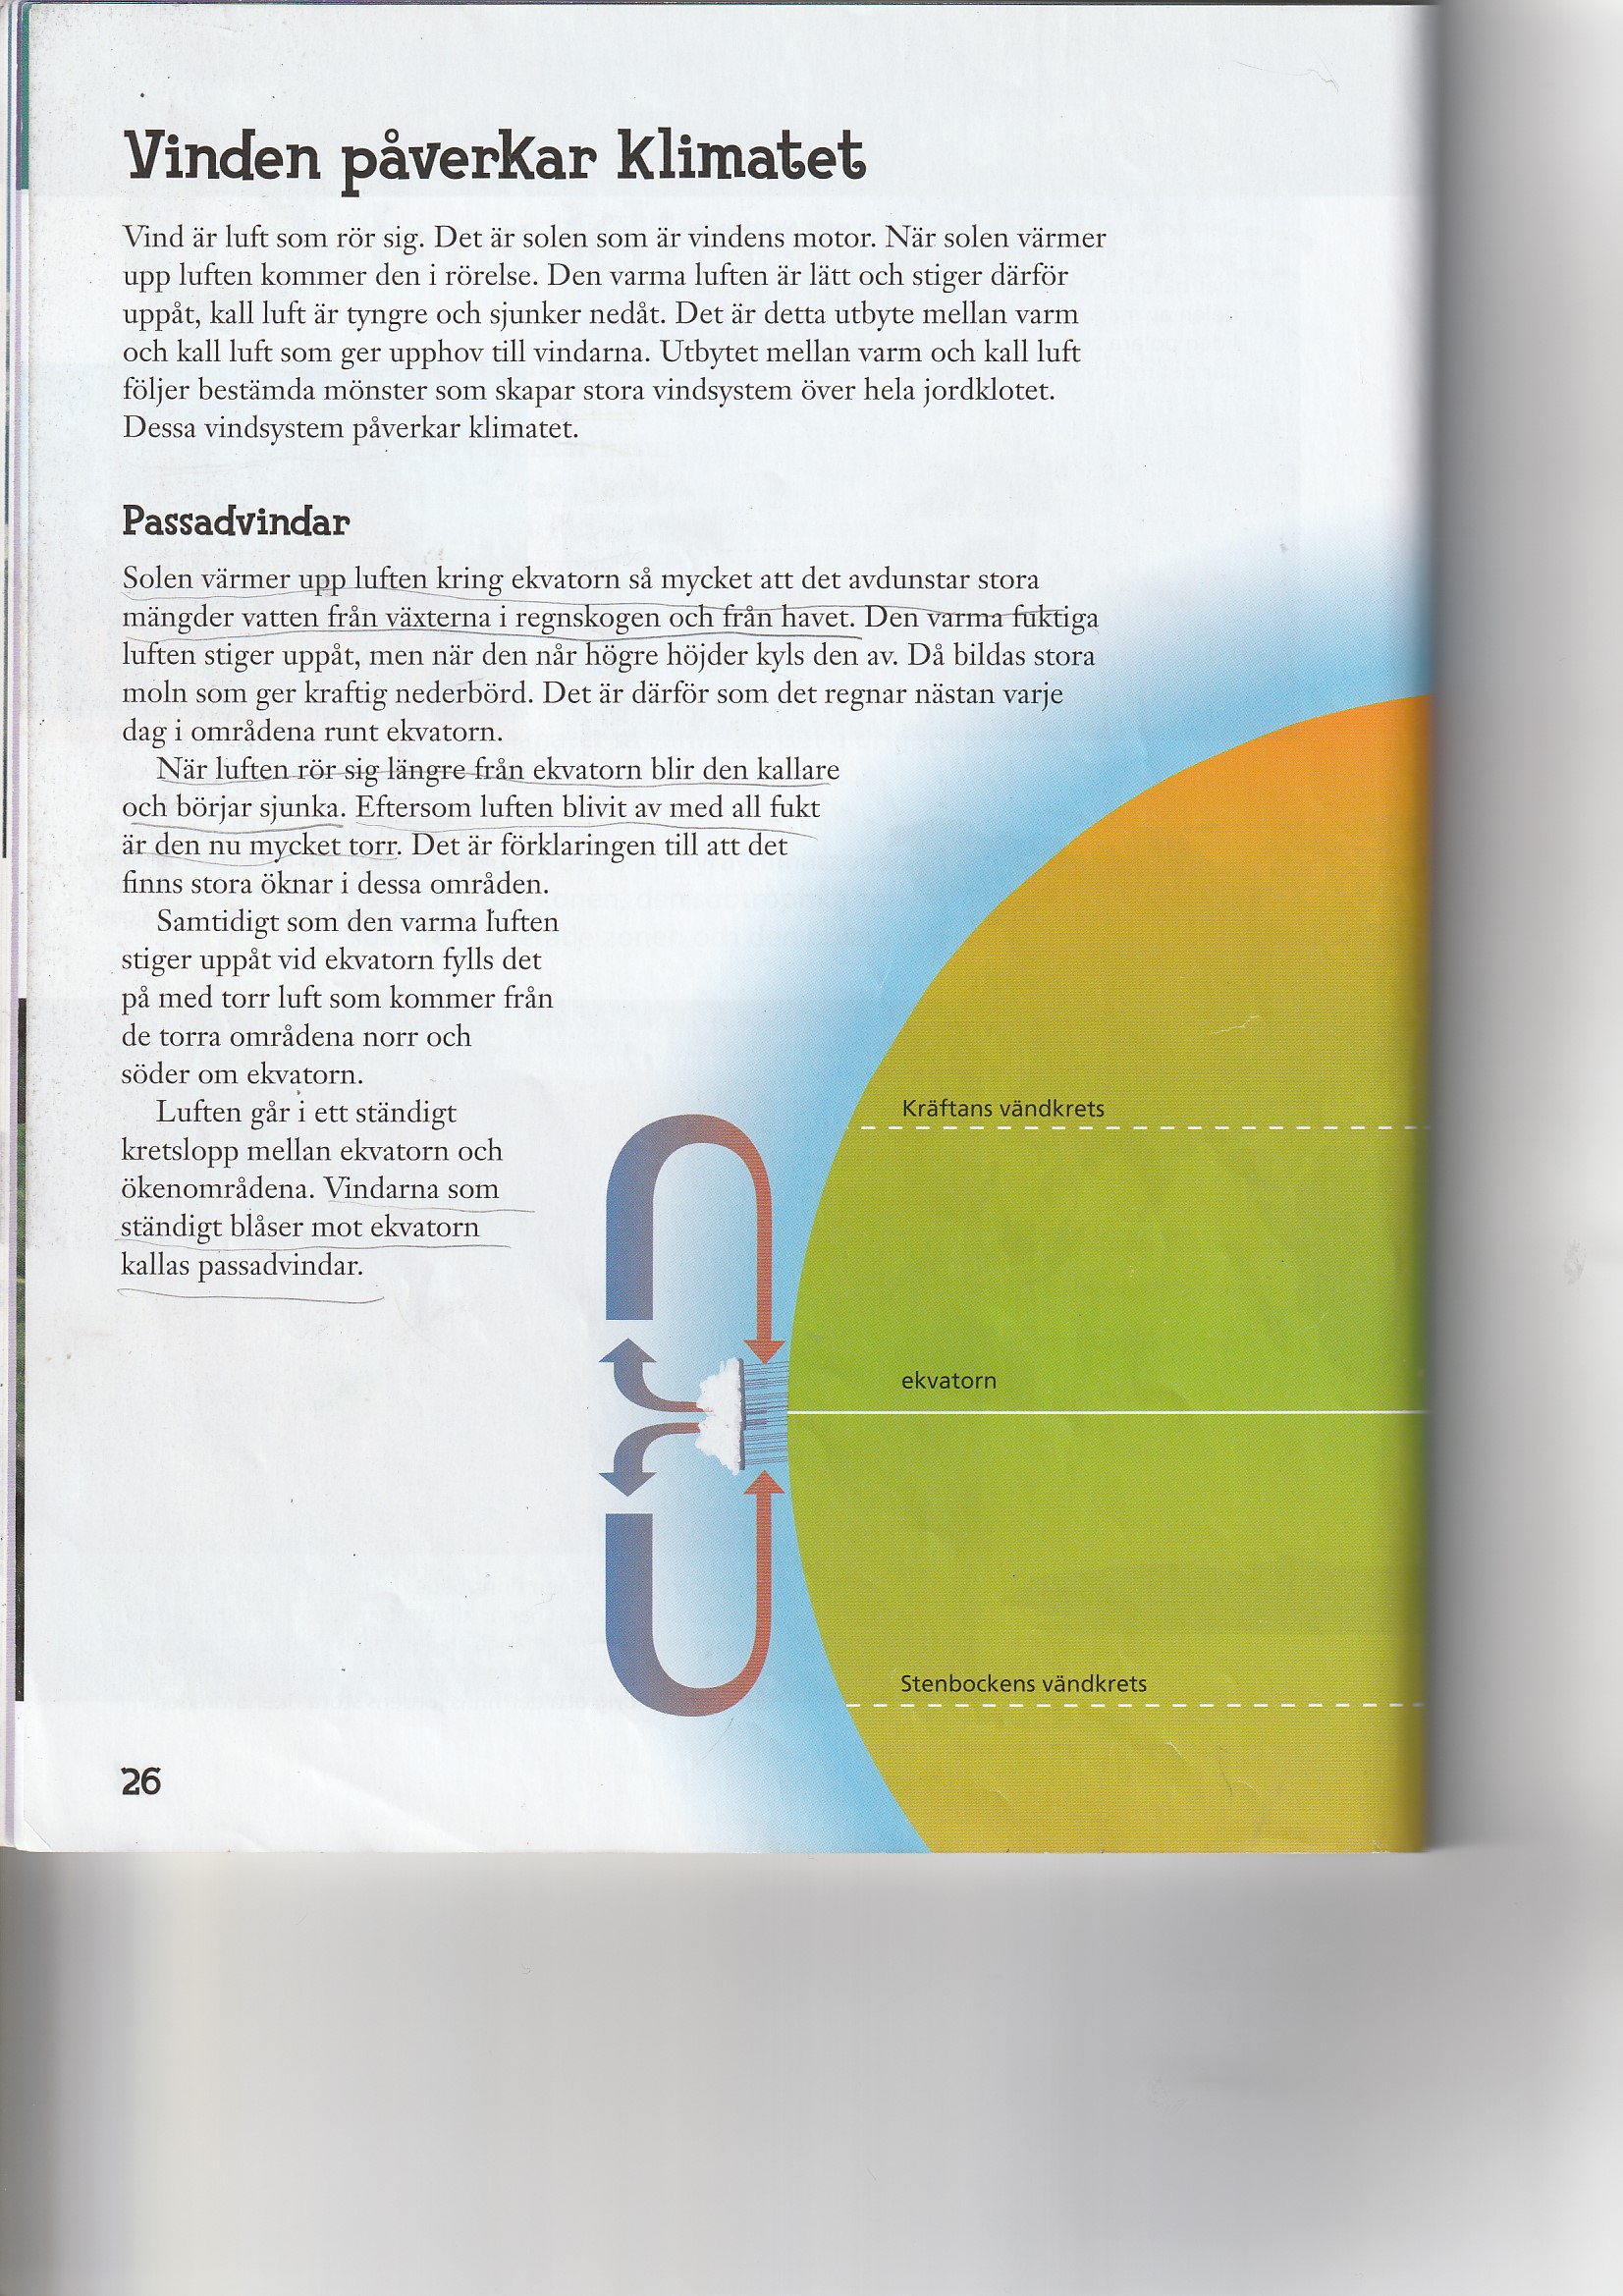 Vinden påverkar klimatet
Vind är luft som rör sig. Det är solen som är vindens motor. När solen värmer
upp luften kommer den i rörelse. Den varma luften är lätt och stiger därför
uppåt, kall luft är tyngre och sjunker nedåt. Det är detta utbyte mellan varm
och kall luft som ger upphov till vindarna. Utbytet mellan varm och kall luft
följer bestämda mönster som skapar stora vindsystem över hela jordklotet.
Dessa vindsystem påverkar klimatet.
Passadvindar
Solen värmer upp luften kring ekvatorn så mycket att det avdunstar stora
mängder vatten från växterna i regnskogen och från havet. Den varma fuktiga
luften stiger uppåt, men när den når högre höjder kyls den av. Då bildas stora
moln som ger kraftig nederbörd. Det är därför som det regnar nästan varje
dag i områdena runt ekvatorn.
När luften rör sig längre från ekvatorn blir den kallare
och börjar sjunka. Eftersom luften blivit av med all fukt
är den nu mycket torr. Det är förklaringen till att det
finns stora öknar i dessa områden.
Samtidigt som den varma luften
stiger uppåt vid ekvatorn fylls det
på med torr luft som kommer från
de torra områdena norr och
söder om ekvatorn.
Luften går i ett ständigt
kretslopp mellan ekvatorn och
ökenområdena. Vindarna som
ständigt blåser mot ekvatorn
kallas passadvindar.
Kräftans vändkrets
ekvatorn
Stenbockens vändkrets
26